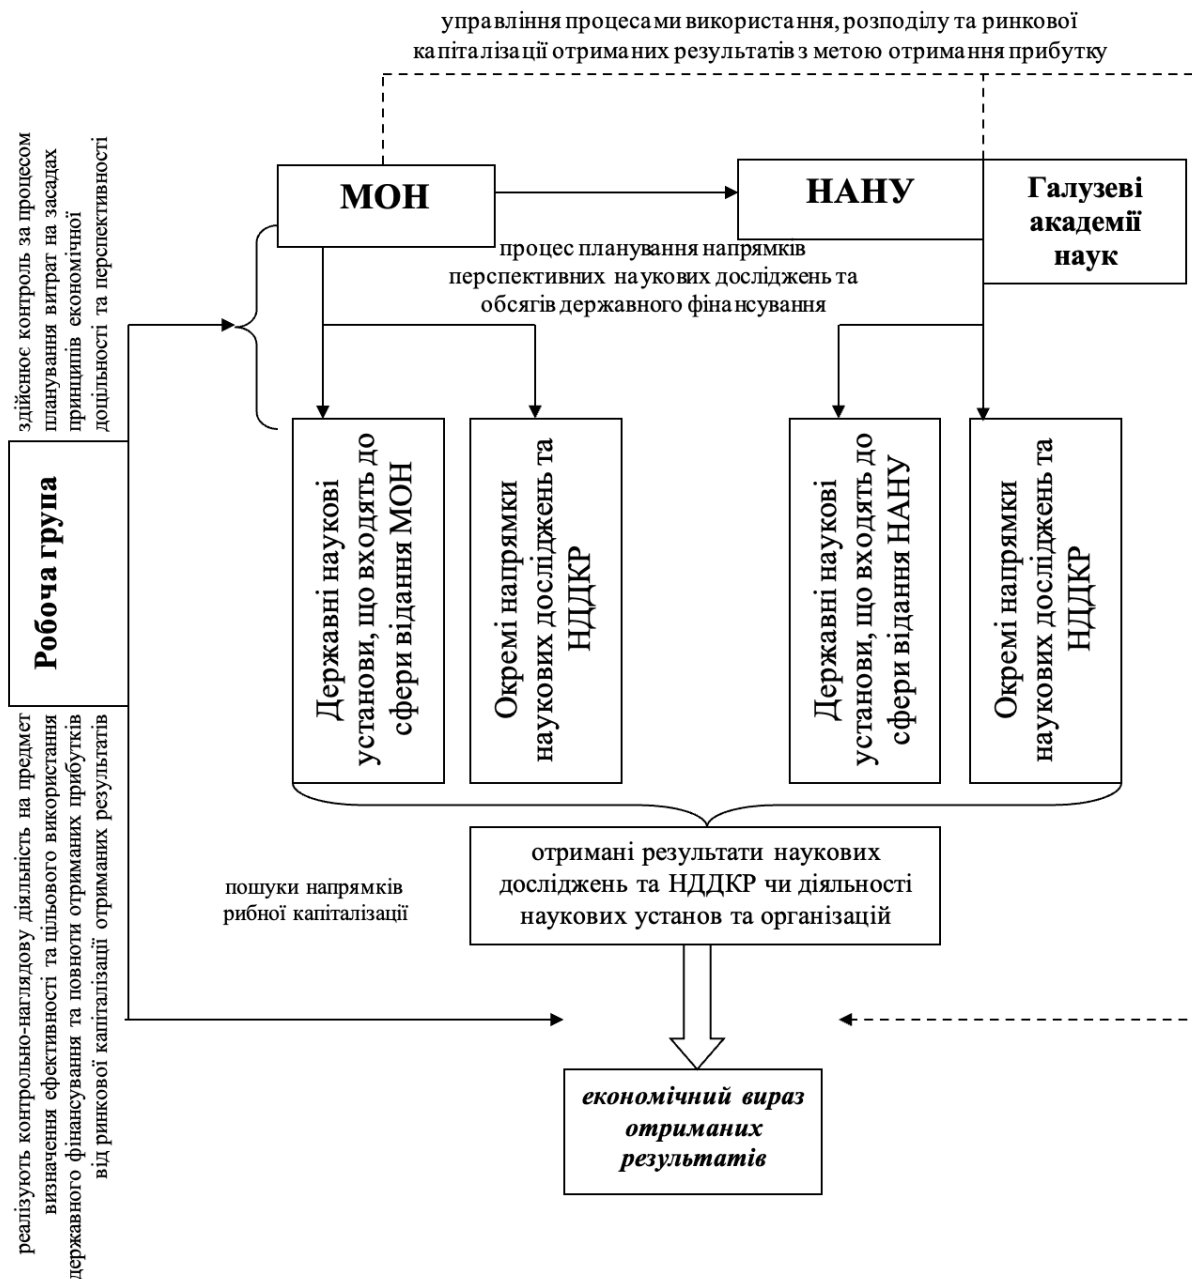 управління процесами використання, розподілу та ринкової
капіталізації отриманих результатів з метою отримання прибутку
здійснює контроль за процесом
планування витрат на засадах
принципів економічної
доцільності та перспективності
МОН
НАНУ
Галузеві
академії
наук
процес планування напрямків
перспективних наукових досліджень та
обсягів державного фінансування
Робоча група
Державні наукові
установи, що входять до
сфери відання МОН
Окремі напрямки
наукових досліджень та
НДДКР
Державні наукові
установи, що входять до
сфери відання НАНУ
Окремі напрямки
наукових досліджень та
НДДКР
реалізують контрольно-наглядову діяльність на предмет
визначення ефективності та цільового використання
державного фінансування та повноти отриманих прибутків
від ринкової капіталізації отриманих результатів
пошуки напрямків
рибної капіталізації
отримані результати наукових
досліджень та НДДКР чи діяльності
наукових установ та організацій
економічний вираз
отриманих
результатів